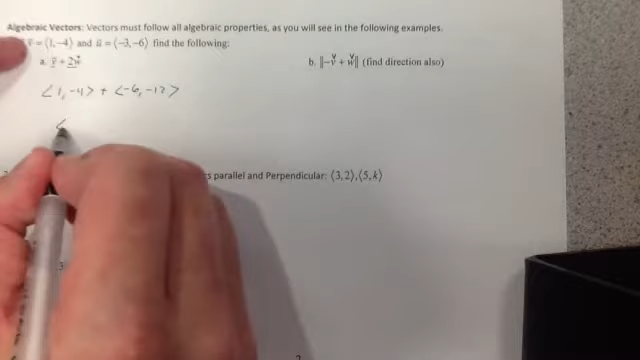 Algebraic Vectors: Vectors must follow all algebraic properties, as you will see in the following examples.
v = ⟨1, −4⟩ and u = ⟨−3, −6⟩ find the following:
a. v + 2w
b. ‖−v + w‖ (find direction also)
<1, -4> + <-6, -12>
<
parallel and Perpendicular: ⟨3, 2⟩, ⟨5, k⟩
3
2